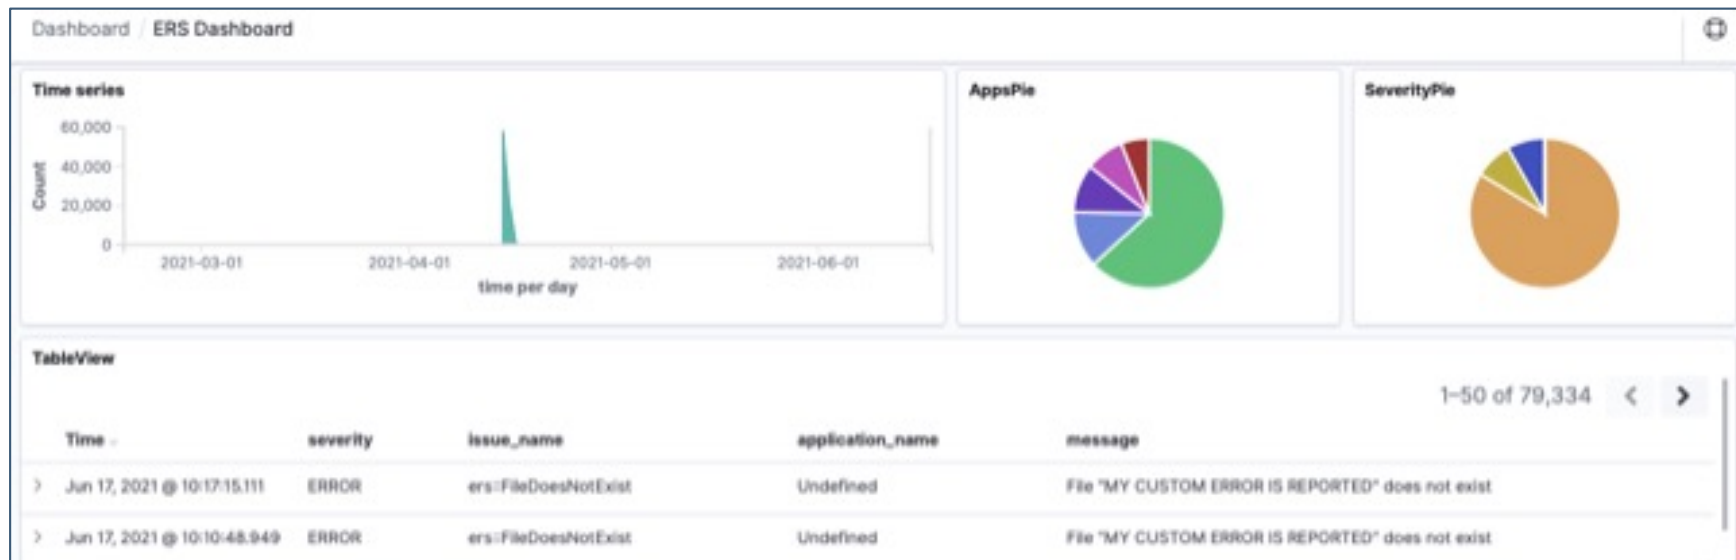 Dashboard / ERS Dashboard
Time series
AppsPie
SeverityPie
60,000
40,000
20,000
0
Count
2021-03-01 2021-04-01 2021-05-01 2021-06-01
time per day
TableView
1–50 of 79,334 < >
Time severity issue_name application_name message
> Jun 17, 2021 @ 10:17:15.111 ERROR ers::FileDoesNotExist Undefined File "MY CUSTOM ERROR IS REPORTED" does not exist
> Jun 17, 2021 @ 10:10:48.949 ERROR ers::FileDoesNotExist Undefined File "MY CUSTOM ERROR IS REPORTED" does not exist